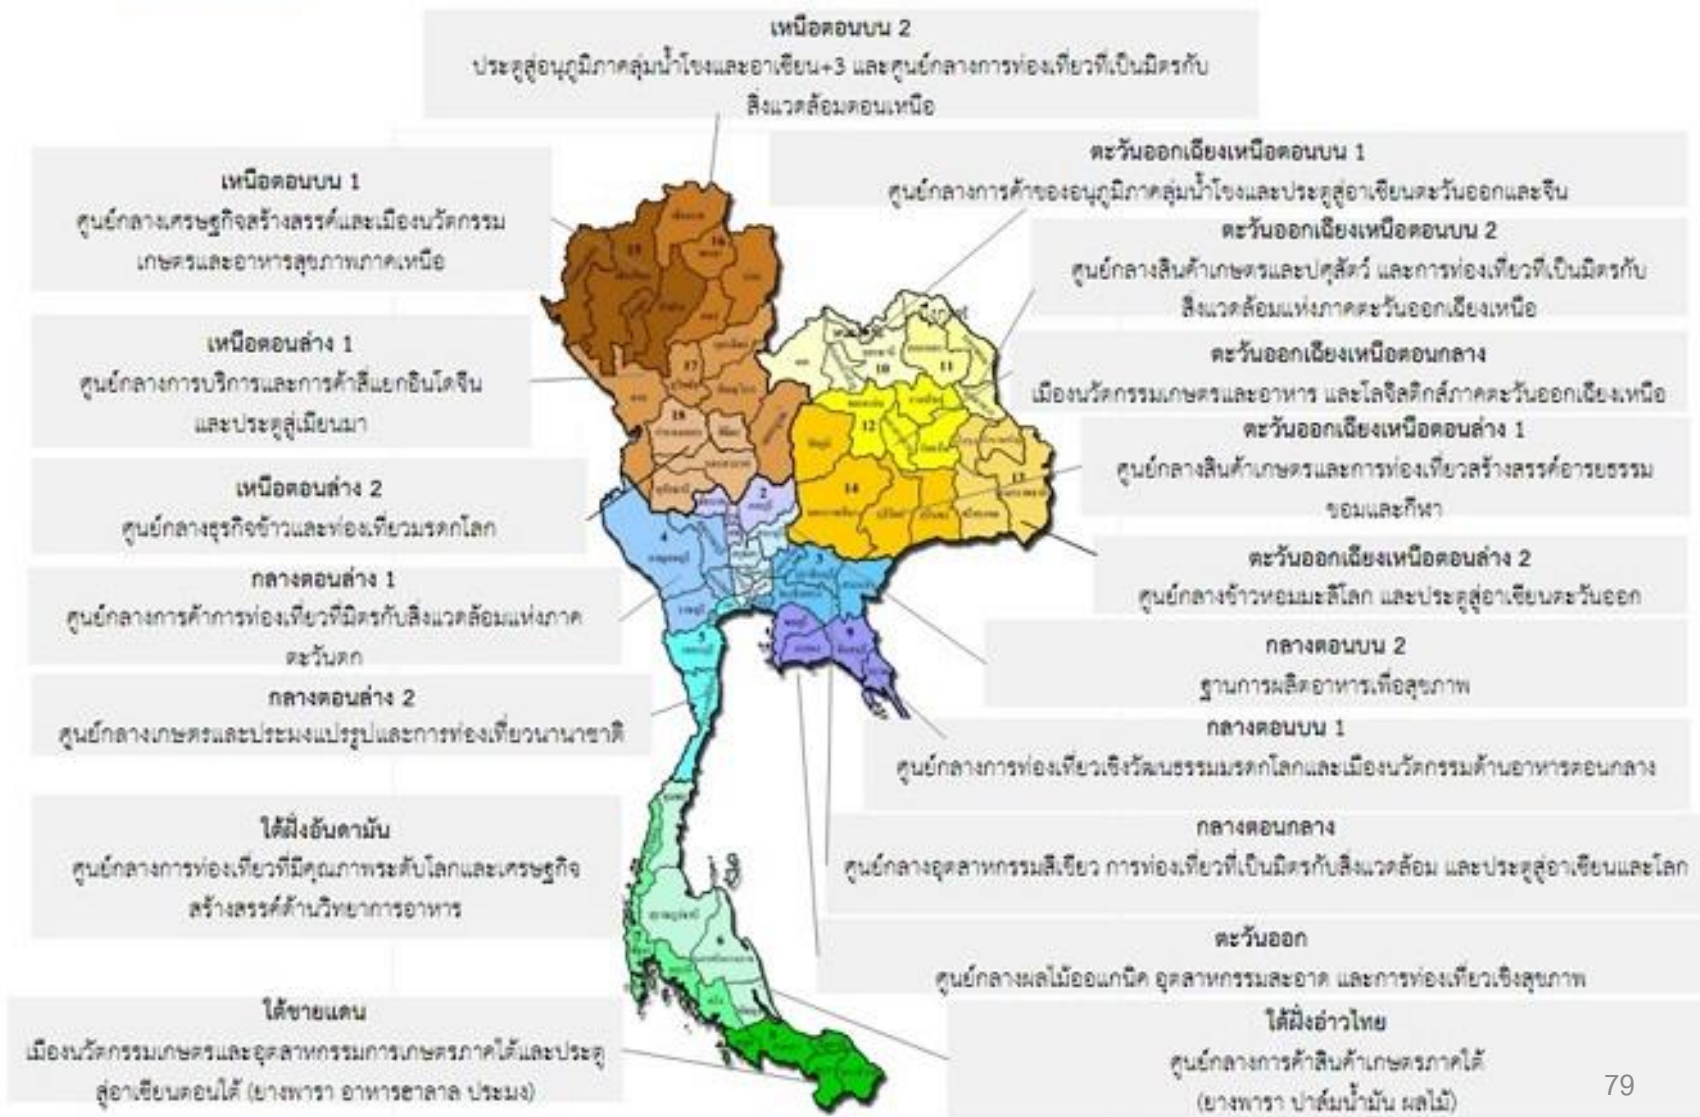 เหนือตอนบน 2
ประตูสู่อนุภูมิภาคลุ่มน้ำโขงและอาเซียน+3 และศูนย์กลางการท่องเที่ยวที่เป็นมิตรกับ
สิ่งแวดล้อมตอนเหนือ
เหนือตอนบน 1
ศูนย์กลางเศรษฐกิจสร้างสรรค์และเมืองนวัตกรรม
เกษตรและอาหารสุขภาพภาคเหนือ
ตะวันออกเฉียงเหนือตอนบน 1
ศูนย์กลางการค้าของอนุภูมิภาคลุ่มน้ำโขงและประตูสู่อาเซียนตะวันออกและจีน
ตะวันออกเฉียงเหนือตอนบน 2
ศูนย์กลางสินค้าเกษตรและปศุสัตว์ และการท่องเที่ยวที่เป็นมิตรกับ
สิ่งแวดล้อมแห่งภาคตะวันออกเฉียงเหนือ
เหนือตอนล่าง 1
ศูนย์กลางการบริการและการค้าสี่แยกอินโดจีน
และประตูสู่เมียนมา
ตะวันออกเฉียงเหนือตอนกลาง
เมืองนวัตกรรมเกษตรและอาหาร และโลจิสติกส์ภาคตะวันออกเฉียงเหนือ
ตะวันออกเฉียงเหนือตอนล่าง 1
ศูนย์กลางสินค้าเกษตรและการท่องเที่ยวสร้างสรรค์อารยธรรม
ขอมและกีฬา
เหนือตอนล่าง 2
ศูนย์กลางธุรกิจข้าวและท่องเที่ยวมรดกโลก
ตะวันออกเฉียงเหนือตอนล่าง 2
ศูนย์กลางข้าวหอมมะลิโลก และประตูสู่อาเซียนตะวันออก
กลางตอนล่าง 1
ศูนย์กลางการค้าการท่องเที่ยวที่มิตรกับสิ่งแวดล้อมแห่งภาค
ตะวันตก
กลางตอนบน 2
ฐานการผลิตอาหารเพื่อสุขภาพ
กลางตอนล่าง 2
ศูนย์กลางเกษตรและประมงแปรรูปและการท่องเที่ยวนานาชาติ
กลางตอนบน 1
ศูนย์กลางการท่องเที่ยวเชิงวัฒนธรรมมรดกโลกและเมืองนวัตกรรมด้านอาหารตอนกลาง
ใต้ฝั่งอันดามัน
ศูนย์กลางการท่องเที่ยวที่มีคุณภาพระดับโลกและเศรษฐกิจ
สร้างสรรค์ด้านวิทยาการอาหาร
กลางตอนกลาง
ศูนย์กลางอุตสาหกรรมสีเขียว การท่องเที่ยวที่เป็นมิตรกับสิ่งแวดล้อม และประตูสู่อาเซียนและโลก
ตะวันออก
ศูนย์กลางผลไม้ออแกนิค อุตสาหกรรมสะอาด และการท่องเที่ยวเชิงสุขภาพ
ใต้ชายแดน
เมืองนวัตกรรมเกษตรและอุตสาหกรรมการเกษตรภาคใต้และประตู
สู่อาเซียนตอนใต้ (ยางพารา อาหารฮาลาล ประมง)
ใต้ฝั่งอ่าวไทย
ศูนย์กลางการค้าสินค้าเกษตรภาคใต้
(ยางพารา ปาล์มน้ำมัน ผลไม้)
15
16
17
18
10
11
12
13
14
2
3
4
5
9
6
7
79